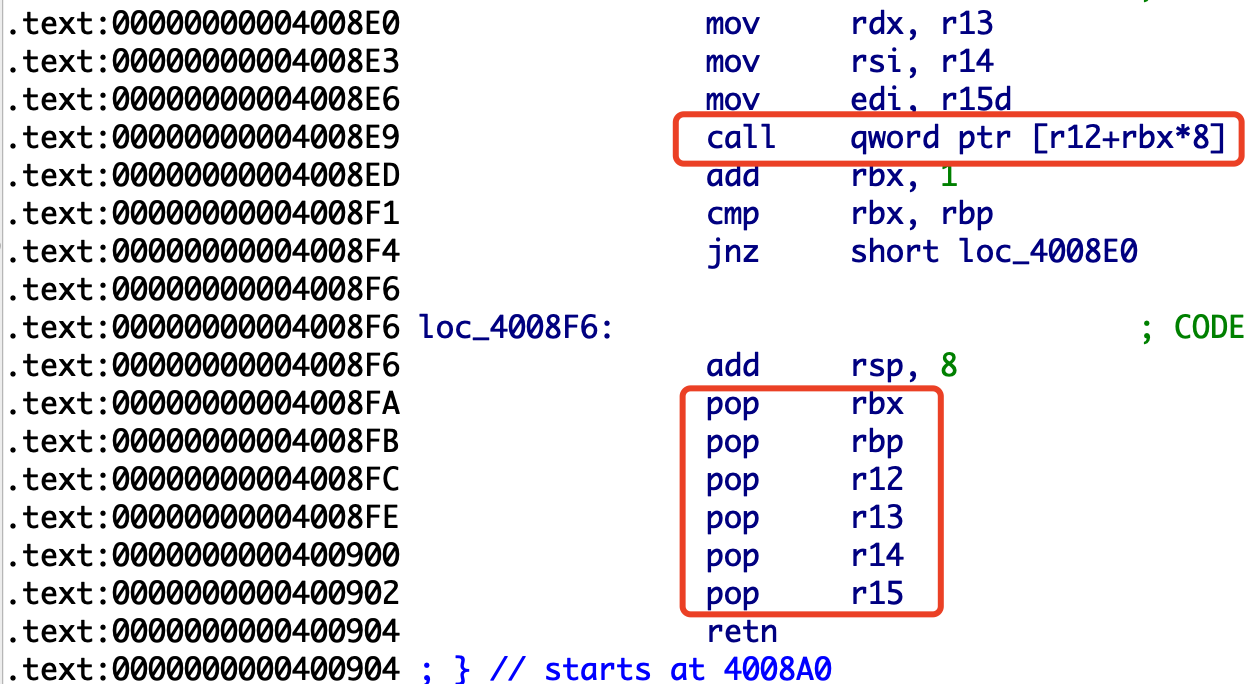 .text:00000000004008E0 mov rdx, r13
.text:00000000004008E3 mov rsi, r14
.text:00000000004008E6 mov edi, r15d
.text:00000000004008E9 call qword ptr [r12+rbx*8]
.text:00000000004008ED add rbx, 1
.text:00000000004008F1 cmp rbx, rbp
.text:00000000004008F4 jnz short loc_4008E0
.text:00000000004008F6
.text:00000000004008F6 loc_4008F6: ; CODE
.text:00000000004008F6 add rsp, 8
.text:00000000004008FA pop rbx
.text:00000000004008FB pop rbp
.text:00000000004008FC pop r12
.text:00000000004008FE pop r13
.text:0000000000400900 pop r14
.text:0000000000400902 pop r15
.text:0000000000400904 retn
.text:0000000000400904 ; } // starts at 4008A0